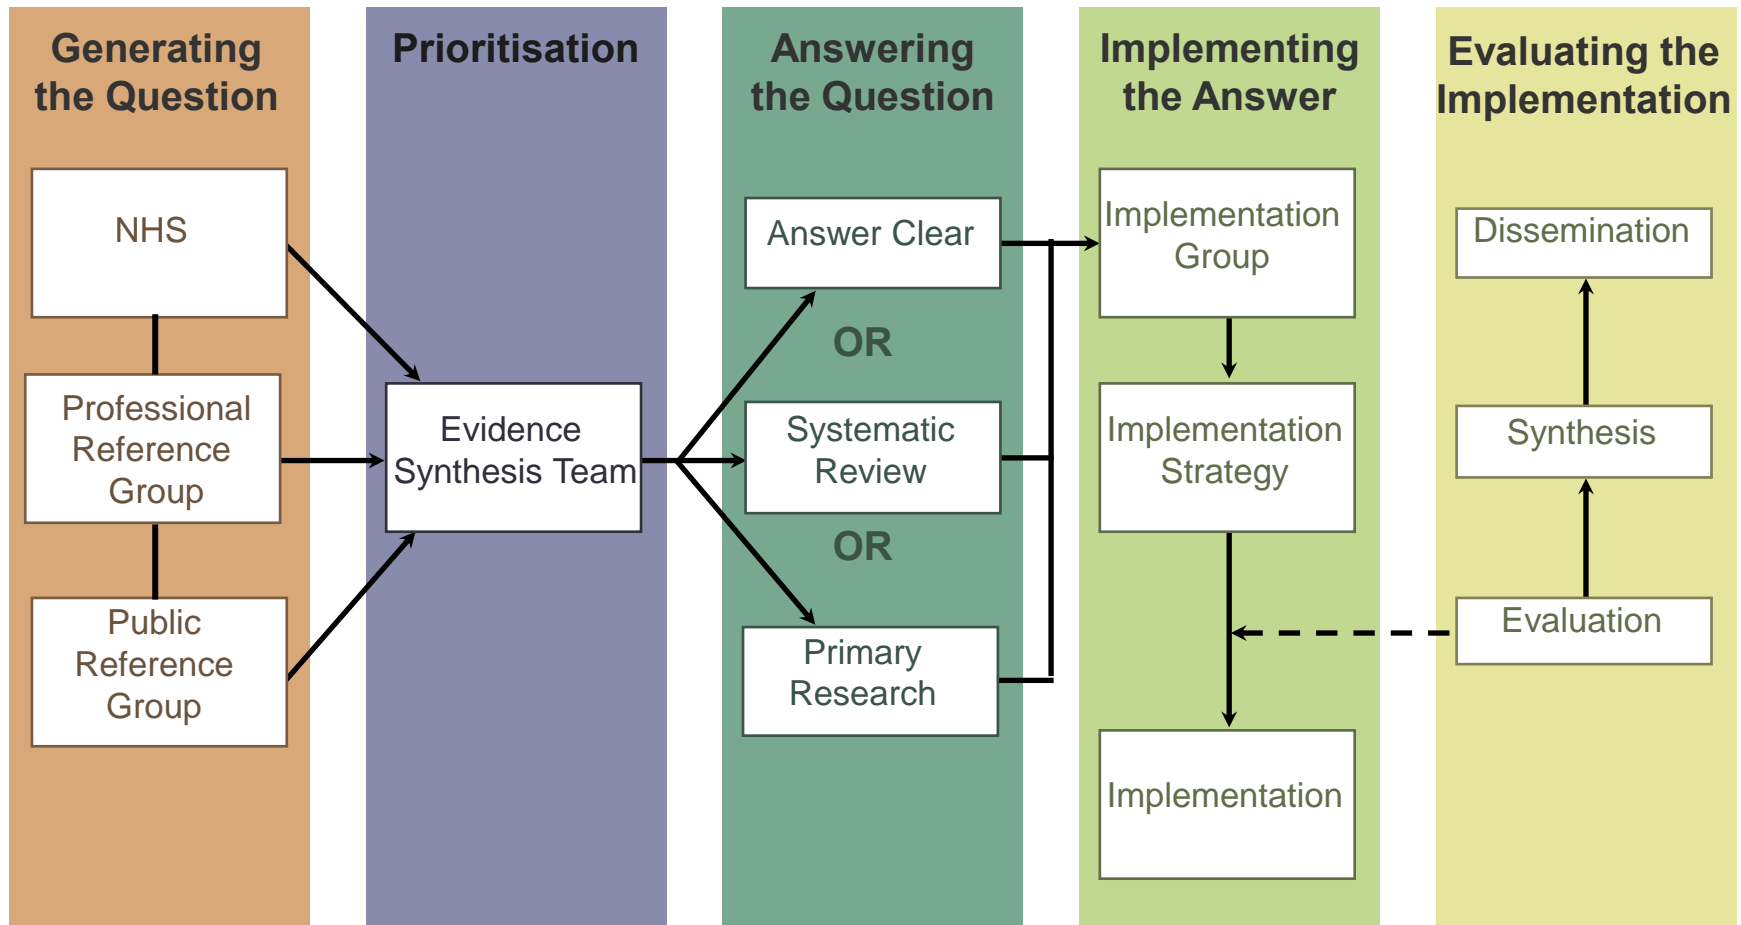 Generating
the Question
NHS
Professional
Reference
Group
Public
Reference
Group
Prioritisation
Evidence
Synthesis Team
Answering
the Question
Answer Clear
OR
Systematic
Review
OR
Primary
Research
Implementing
the Answer
Implementation
Group
Implementation
Strategy
Implementation
Evaluating the
Implementation
Dissemination
Synthesis
Evaluation